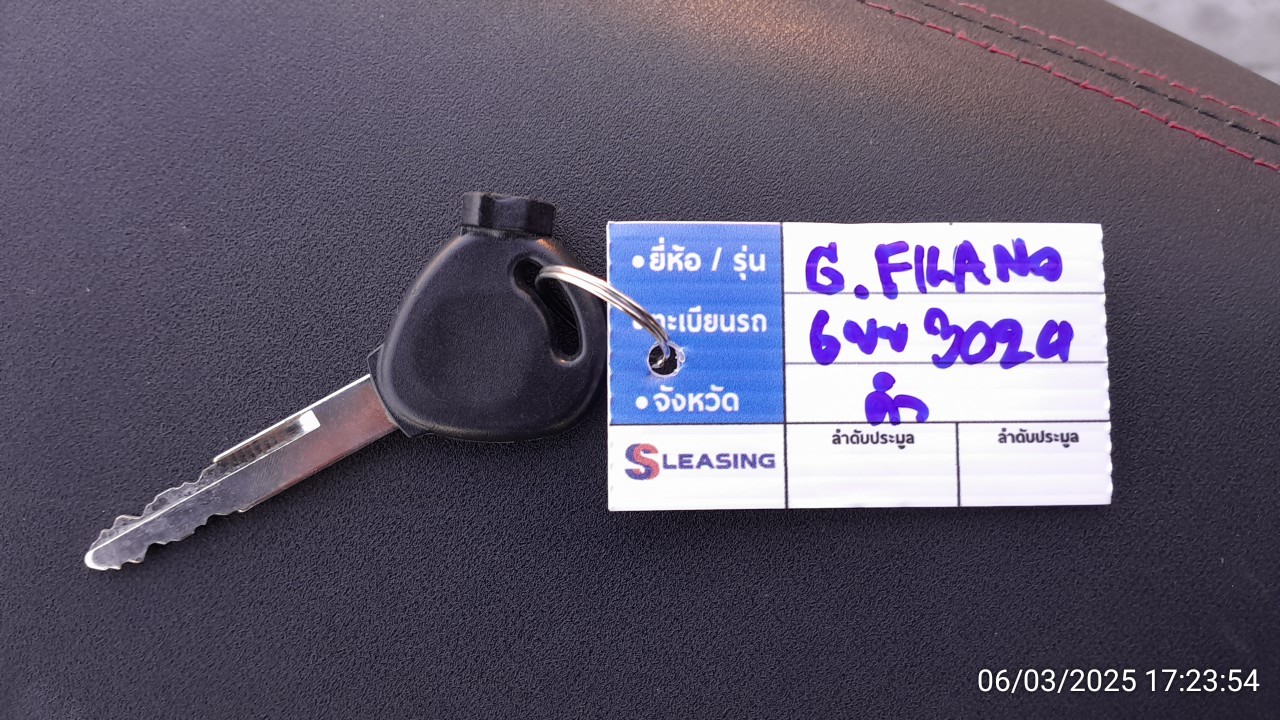 • ยี่ห้อ / รุ่น G. FILANO
ทะเบียนรถ 6ขข 3029
• จังหวัด
SLEASING ลำดับประมูล ลำดับประมูล
06/03/2025 17:23:54